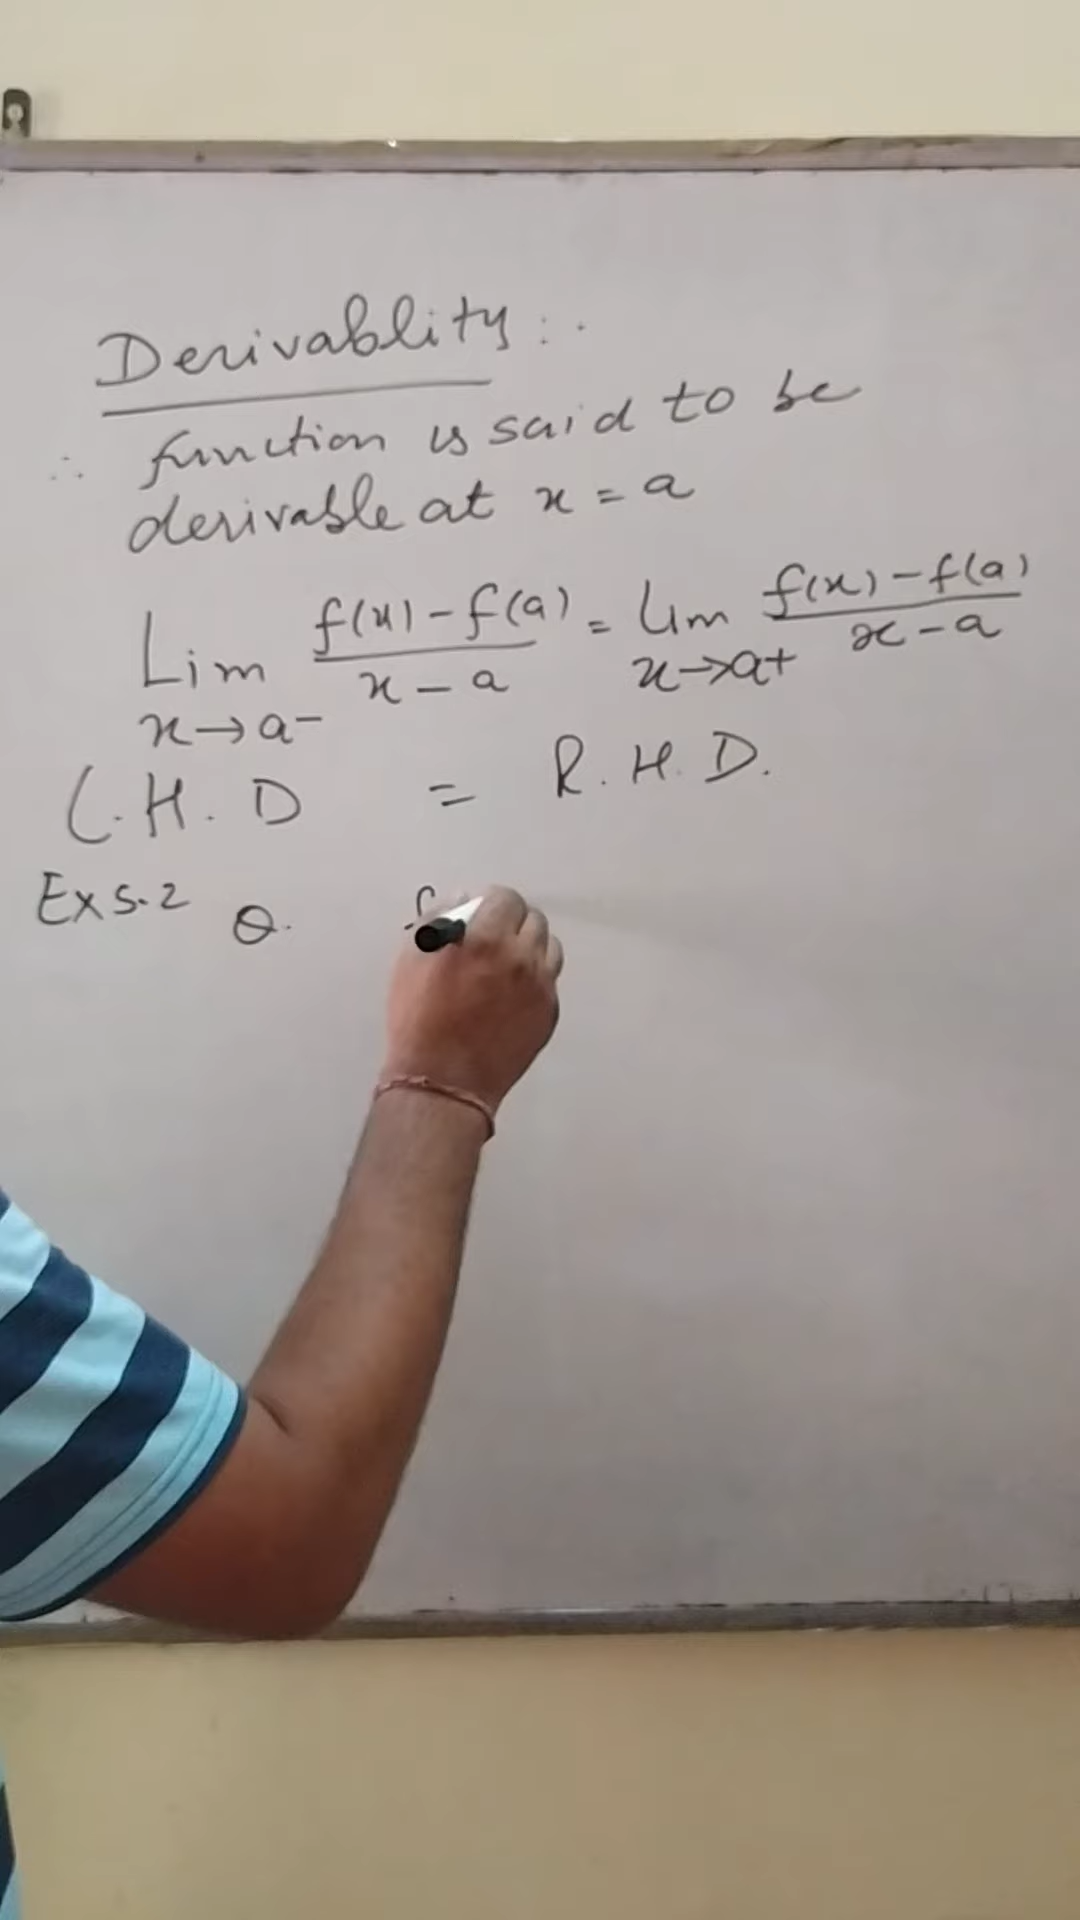 Derivablity:.
∴ function is said to be
derivable at x = a
Lim x→a- f(x)-f(a)/x-a = Lim x→a+ f(x)-f(a)/x-a
L.H.D = R.H.D.
Ex 5.2 Q. f